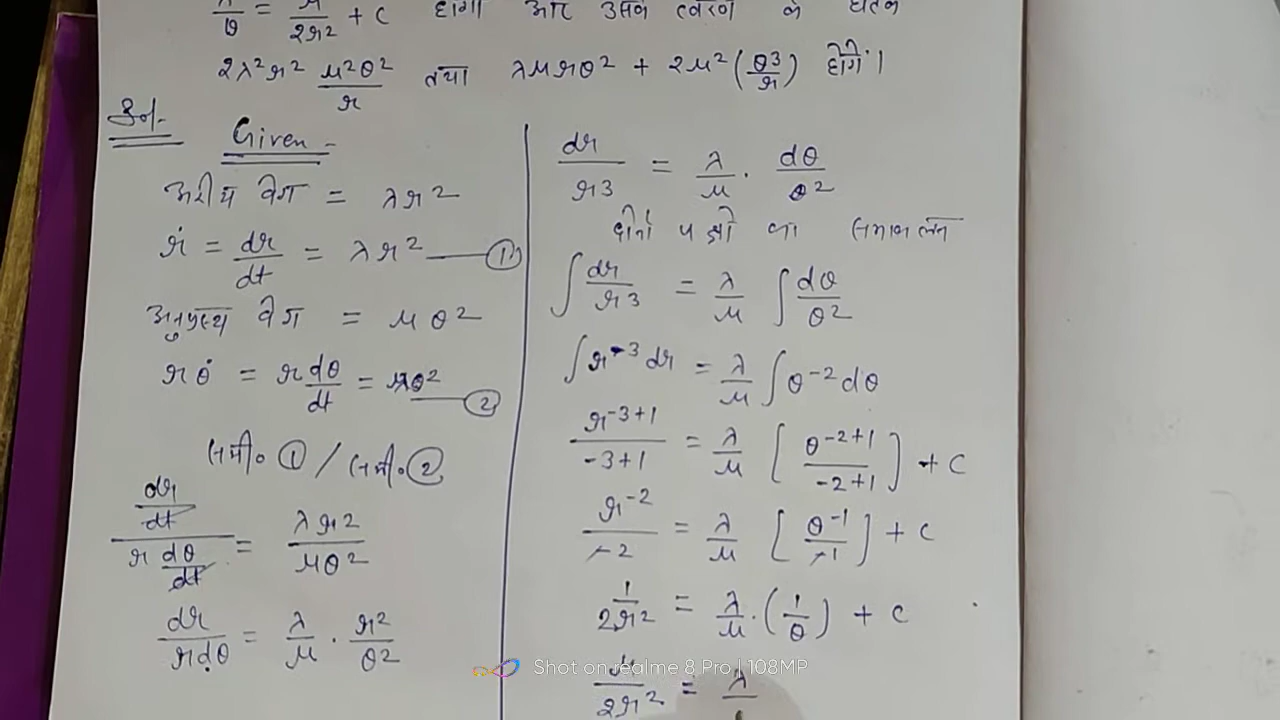 λ/θ = μ/2r² + c होगा और उसके त्वरण के घटक
2λ²r² μ²θ²/r तथा λμrθ² + 2μ²(θ3/r) होंगे।
Sol-
Given -
अरीय वेग = λr²
ṙ = dr/dt = λr² — ①
अनुप्रस्थ वेग = μθ²
rθ̇ = r dθ/dt = μθ² — ②
समी० ① / समी० ②
(dr/dt)/(r dθ/dt) = λr²/μθ²
dr/rdθ = λ/μ · r²/θ²
dr/r3 = λ/μ · dθ/θ²
दोनों पक्षों का समाकलन
∫ dr/r3 = λ/μ ∫ dθ/θ²
∫ r⁻³ dr = λ/μ ∫ θ⁻² dθ
r⁻³⁺¹/-3+1 = λ/μ [θ⁻²⁺¹/-2+1] + c
r⁻²/-2 = λ/μ [θ⁻¹/-1] + c
1/2r² = λ/μ · (1/θ) + c
μ/2r² = λ/
Shot on realme 8 Pro | 108MP